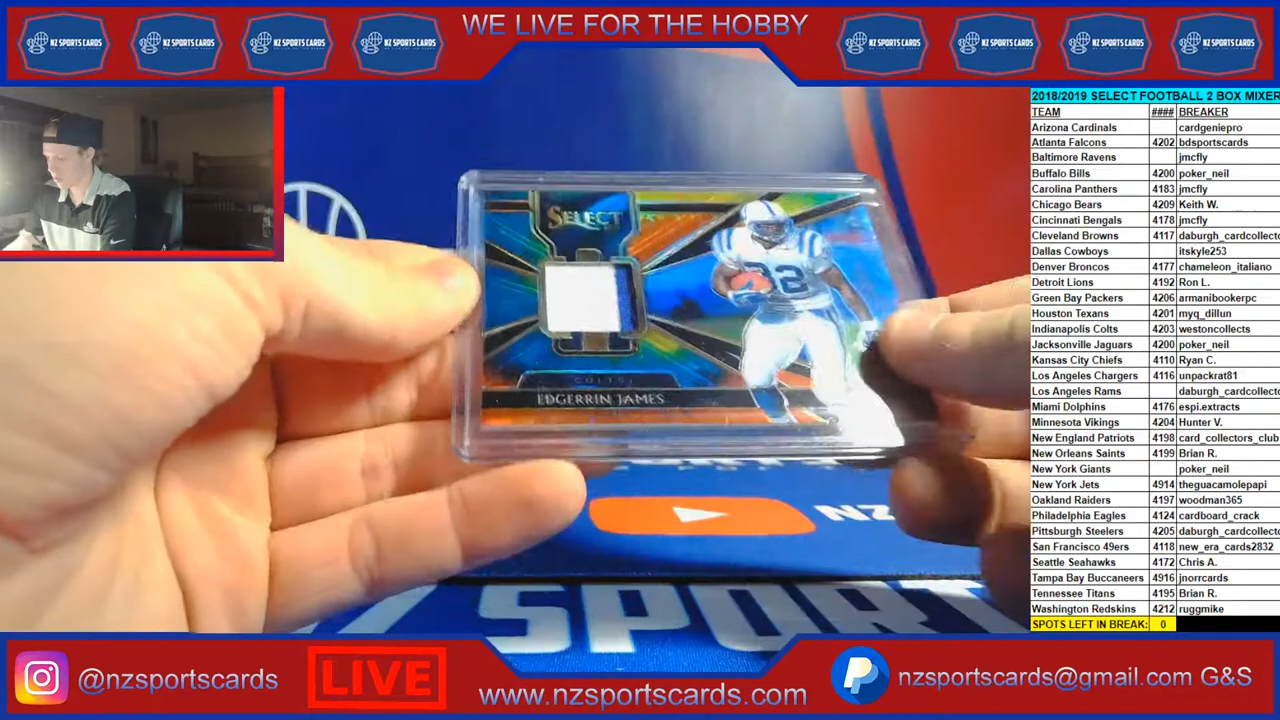 WE LIVE FOR THE HOBBY
NZ SPORTS CARDS
NZ SPORTS CARDS
NZ SPORTS CARDS
NZ SPORTS CARDS
NZ SPORTS CARDS
NZ SPORTS CARDS
NZ SPORTS CARDS
NZ SPORTS CARDS
2018/2019 SELECT FOOTBALL 2 BOX MIXER
TEAM #### BREAKER
Arizona Cardinals cardgeniepro
Atlanta Falcons 4202 bdsportscards
Baltimore Ravens jmcfly
Buffalo Bills 4200 poker_neil
Carolina Panthers 4183 jmcfly
Chicago Bears 4209 Keith W.
Cincinnati Bengals 4178 jmcfly
Cleveland Browns 4117 daburgh_cardcollecto
Dallas Cowboys itskyle253
Denver Broncos 4177 chameleon_italiano
Detroit Lions 4192 Ron L.
Green Bay Packers 4206 armanibookerpc
Houston Texans 4201 myq_dillun
Indianapolis Colts 4203 westoncollects
Jacksonville Jaguars 4200 poker_neil
Kansas City Chiefs 4110 Ryan C.
Los Angeles Chargers 4116 unpackrat81
Los Angeles Rams daburgh_cardcollecto
Miami Dolphins 4176 espi.extracts
Minnesota Vikings 4204 Hunter V.
New England Patriots 4198 card_collectors_club
New Orleans Saints 4199 Brian R.
New York Giants poker_neil
New York Jets 4914 theguacamolepapi
Oakland Raiders 4197 woodman365
Philadelphia Eagles 4124 cardboard_crack
Pittsburgh Steelers 4205 daburgh_cardcollecto
San Francisco 49ers 4118 new_era_cards2832
Seattle Seahawks 4172 Chris A.
Tampa Bay Buccaneers 4916 jnorrcards
Tennessee Titans 4195 Brian R.
Washington Redskins 4212 ruggmike
SPOTS LEFT IN BREAK: 0
SELECT
32
COLTS
EDGERRIN JAMES
NZ
SPORT
@nzsportscards
LIVE
www.nzsportscards.com
nzsportscards@gmail.com G&S